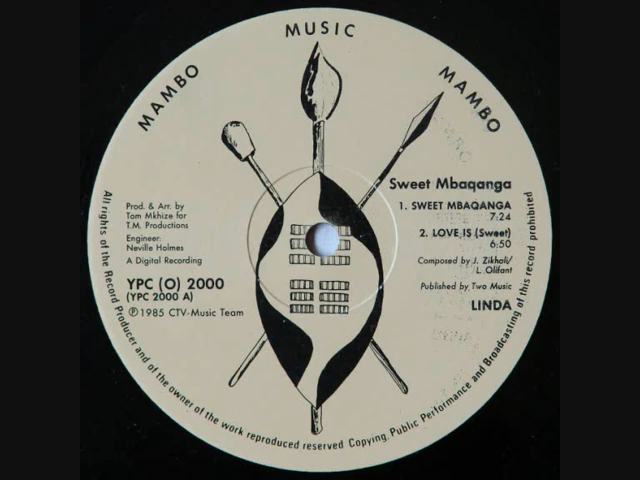 MAMBO
MUSIC
MAMBO
Sweet Mbaqanga
1. SWEET MBAQANGA
7:24
2. LOVE IS (Sweet)
6:50
Composed by J. Zikhali/
L. Olifant
Published by Two Music
LINDA
Prod. & Arr. by
Tom Mkhize for
T.M. Productions
Engineer:
Neville Holmes
A Digital Recording
YPC (O) 2000
(YPC 2000 A)
℗ 1985 CTV-Music Team
All rights of the Record Producer and of the owner of the work reproduced reserved Copying, Public Performance and Broadcasting of this record prohibited